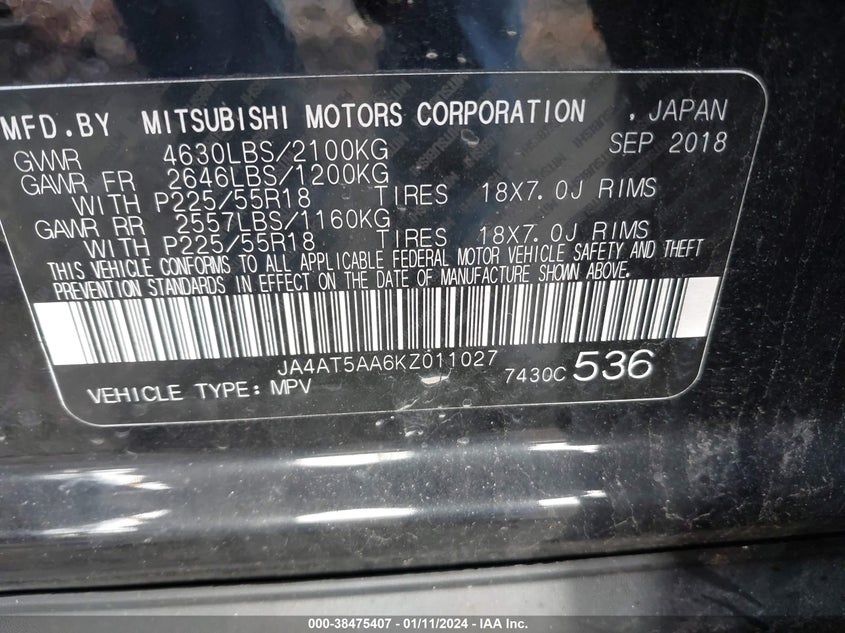 MFD.BY MITSUBISHI MOTORS CORPORATION , JAPAN
GVWR 4630LBS/2100KG SEP 2018
GAWR FR 2646LBS/1200KG
WITH P225/55R18 TIRES 18X7.0J RIMS
GAWR RR 2557LBS/1160KG
WITH P225/55R18 TIRES 18X7.0J RIMS
THIS VEHICLE CONFORMS TO ALL APPLICABLE FEDERAL MOTOR VEHICLE SAFETY AND THEFT
PREVENTION STANDARDS IN EFFECT ON THE DATE OF MANUFACTURE SHOWN ABOVE.
JA4AT5AA6KZ011027
VEHICLE TYPE: MPV 7430C 536
000-38475407 - 01/11/2024 - IAA Inc.